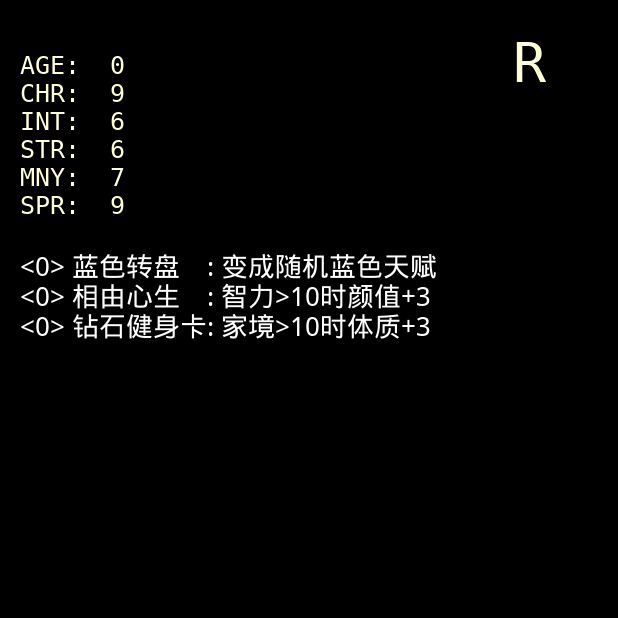 R
AGE: 0
CHR: 9
INT: 6
STR: 6
MNY: 7
SPR: 9
<0> 蓝色转盘 : 变成随机蓝色天赋
<0> 相由心生 : 智力>10时颜值+3
<0> 钻石健身卡: 家境>10时体质+3